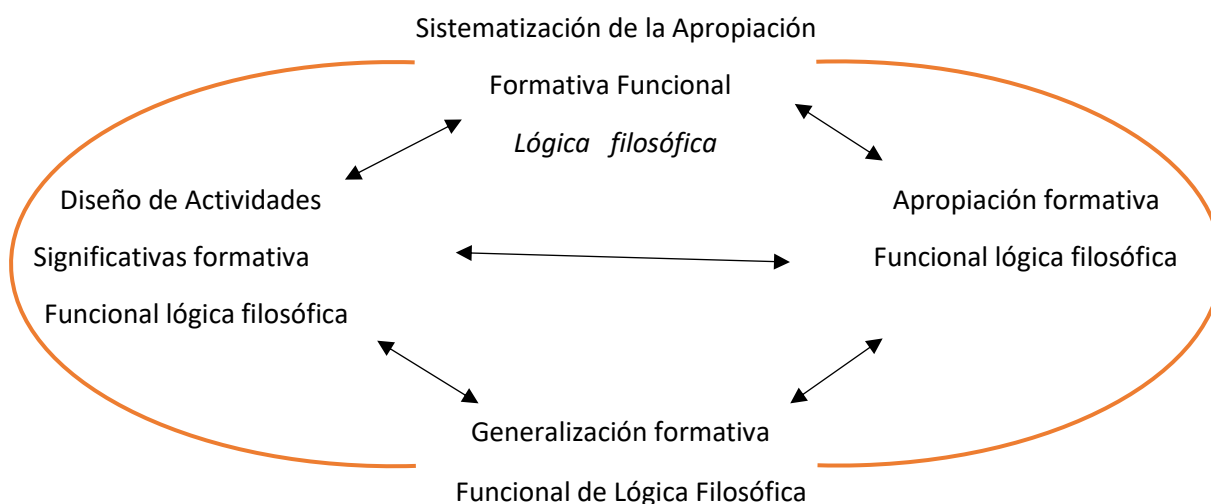 Sistematización de la Apropiación
Formativa Funcional
Lógica filosófica
Diseño de Actividades
Significativas formativa
Funcional lógica filosófica
Apropiación formativa
Funcional lógica filosófica
Generalización formativa
Funcional de Lógica Filosófica